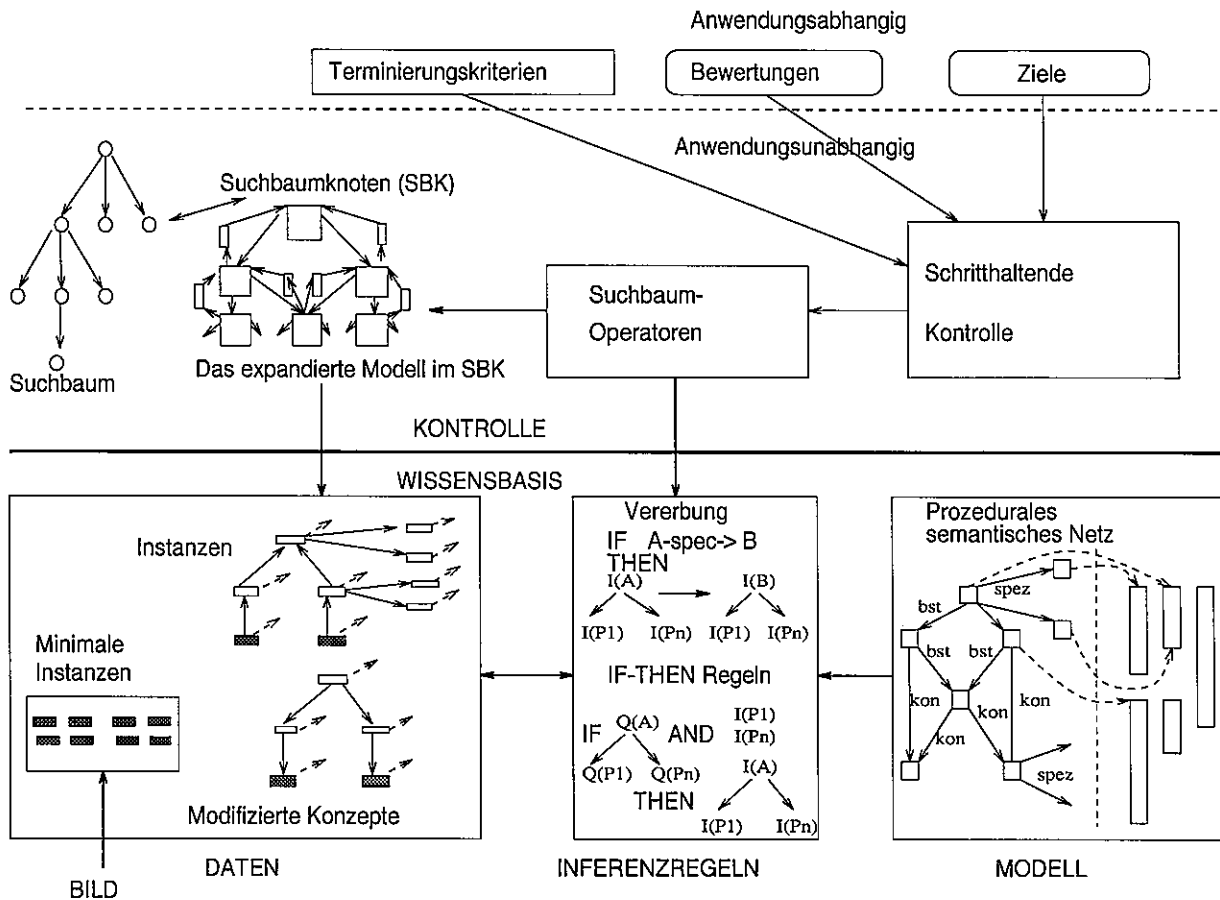 Anwendungsabhangig
Terminierungskriterien
Bewertungen
Ziele
Anwendungsunabhangig
Suchbaumknoten (SBK)
Suchbaum
Das expandierte Modell im SBK
Suchbaum-
Operatoren
Schritthaltende
Kontrolle
KONTROLLE
WISSENSBASIS
Instanzen
Minimale
Instanzen
Modifizierte Konzepte
Vererbung
IF A-spec-> B
THEN
I(A) I(B)
I(P1) I(Pn) I(P1) I(Pn)
IF-THEN Regeln
IF Q(A) AND I(P1)
I(Pn)
Q(P1) Q(Pn) I(A)
THEN
I(P1) I(Pn)
Prozedurales
semantisches Netz
spez
bst
bst bst
kon kon kon
kon
spez
DATEN
INFERENZREGELN
MODELL
BILD